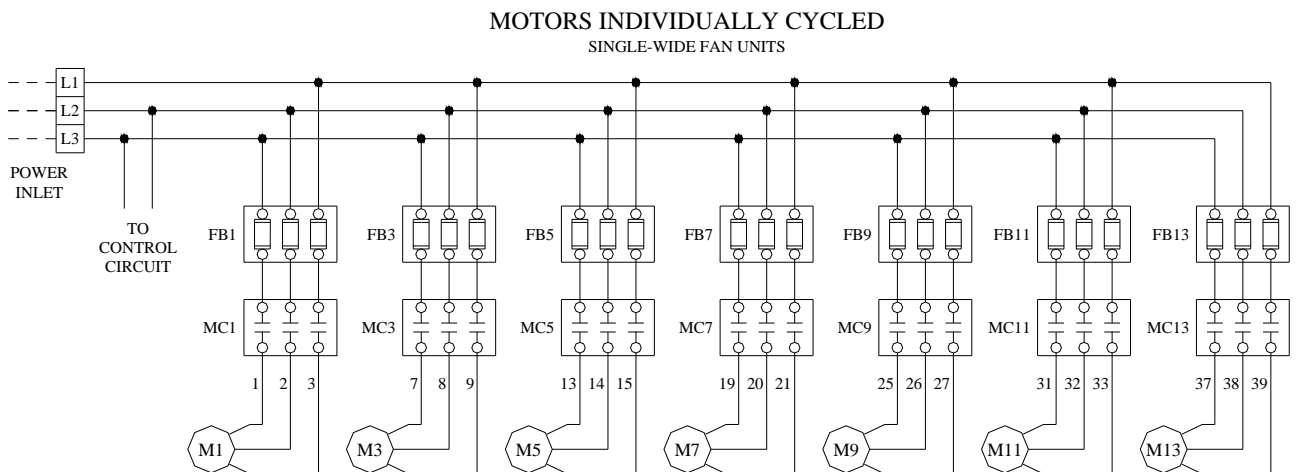 MOTORS INDIVIDUALLY CYCLED
SINGLE-WIDE FAN UNITS
L1
L2
L3
POWER
INLET
TO
CONTROL
CIRCUIT
FB1 FB3 FB5 FB7 FB9 FB11 FB13
MC1 MC3 MC5 MC7 MC9 MC11 MC13
1 2 3 7 8 9 13 14 15 19 20 21 25 26 27 31 32 33 37 38 39
M1 M3 M5 M7 M9 M11 M13